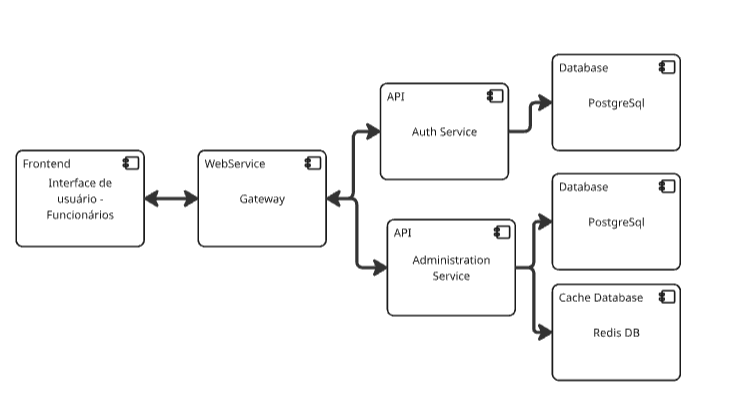 Frontend
Interface de
usuário -
Funcionários
WebService
Gateway
API
Auth Service
API
Administration
Service
Database
PostgreSql
Database
PostgreSql
Cache Database
Redis DB